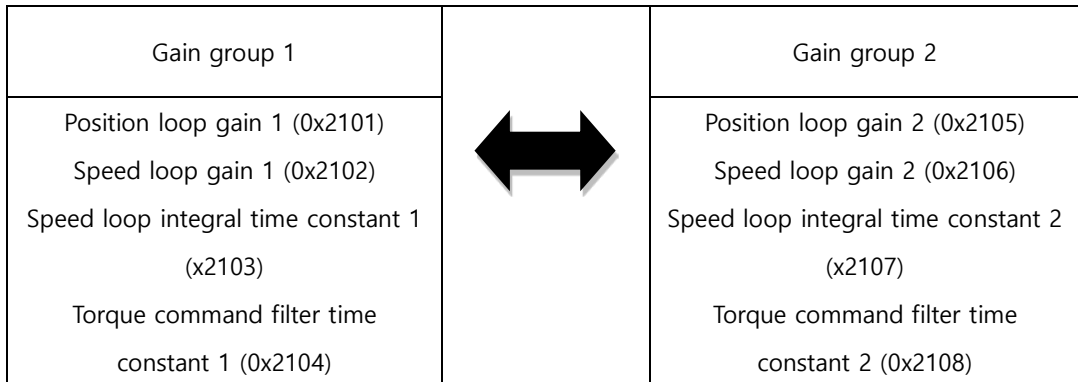 Gain group 1
Position loop gain 1 (0x2101)
Speed loop gain 1 (0x2102)
Speed loop integral time constant 1
(x2103)
Torque command filter time
constant 1 (0x2104)
Gain group 2
Position loop gain 2 (0x2105)
Speed loop gain 2 (0x2106)
Speed loop integral time constant 2
(x2107)
Torque command filter time
constant 2 (0x2108)